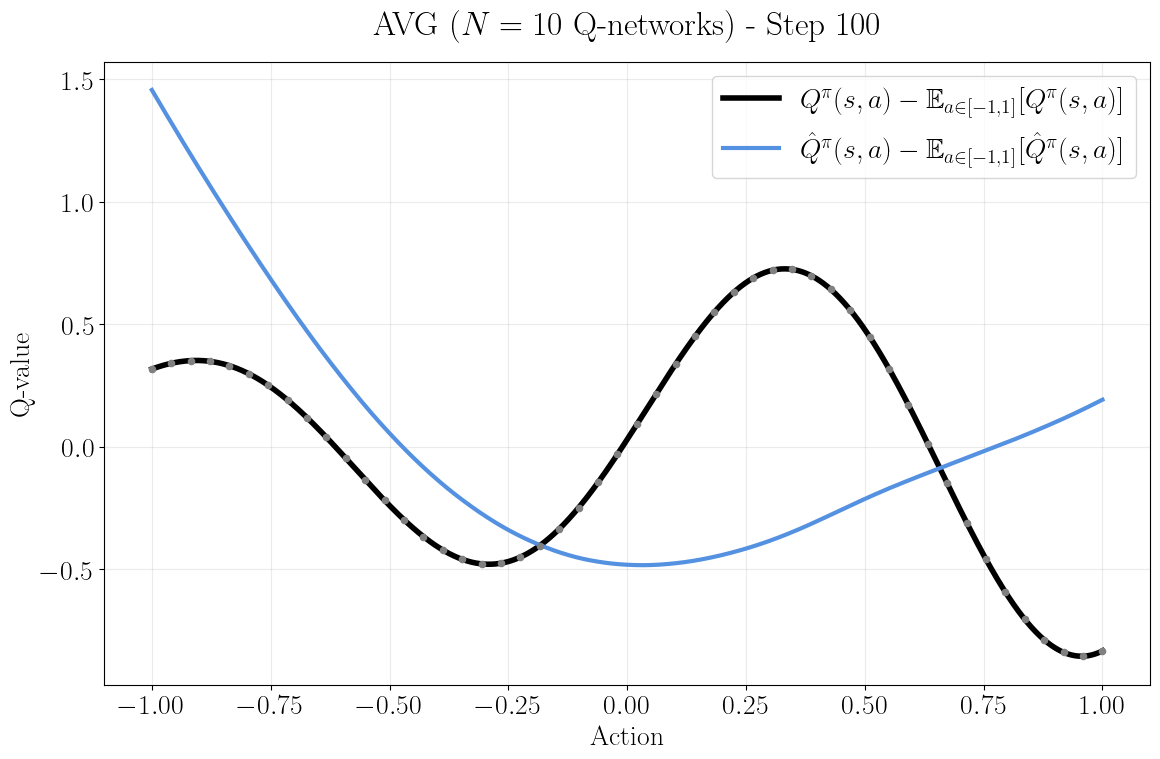 AVG (N = 10 Q-networks) - Step 100
Q^π(s, a) − 𝔼_{a∈[−1,1]}[Q^π(s, a)]
Q̂^π(s, a) − 𝔼_{a∈[−1,1]}[Q̂^π(s, a)]
Q-value
1.5
1.0
0.5
0.0
−0.5
−1.00 −0.75 −0.50 −0.25 0.00 0.25 0.50 0.75 1.00
Action